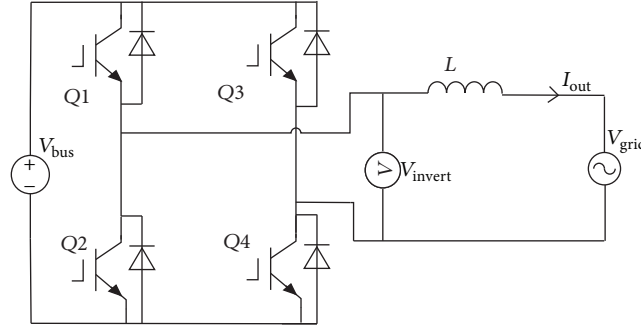 L
I_out
Q1
Q3
V_bus
+
−
V
V_invert
V_grid
Q2
Q4